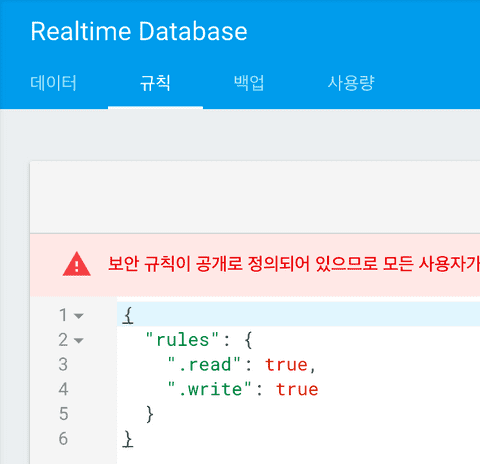 Realtime Database
데이터 규칙 백업 사용량
보안 규칙이 공개로 정의되어 있으므로 모든 사용자가
1 {
2 "rules": {
3 ".read": true,
4 ".write": true
5 }
6 }